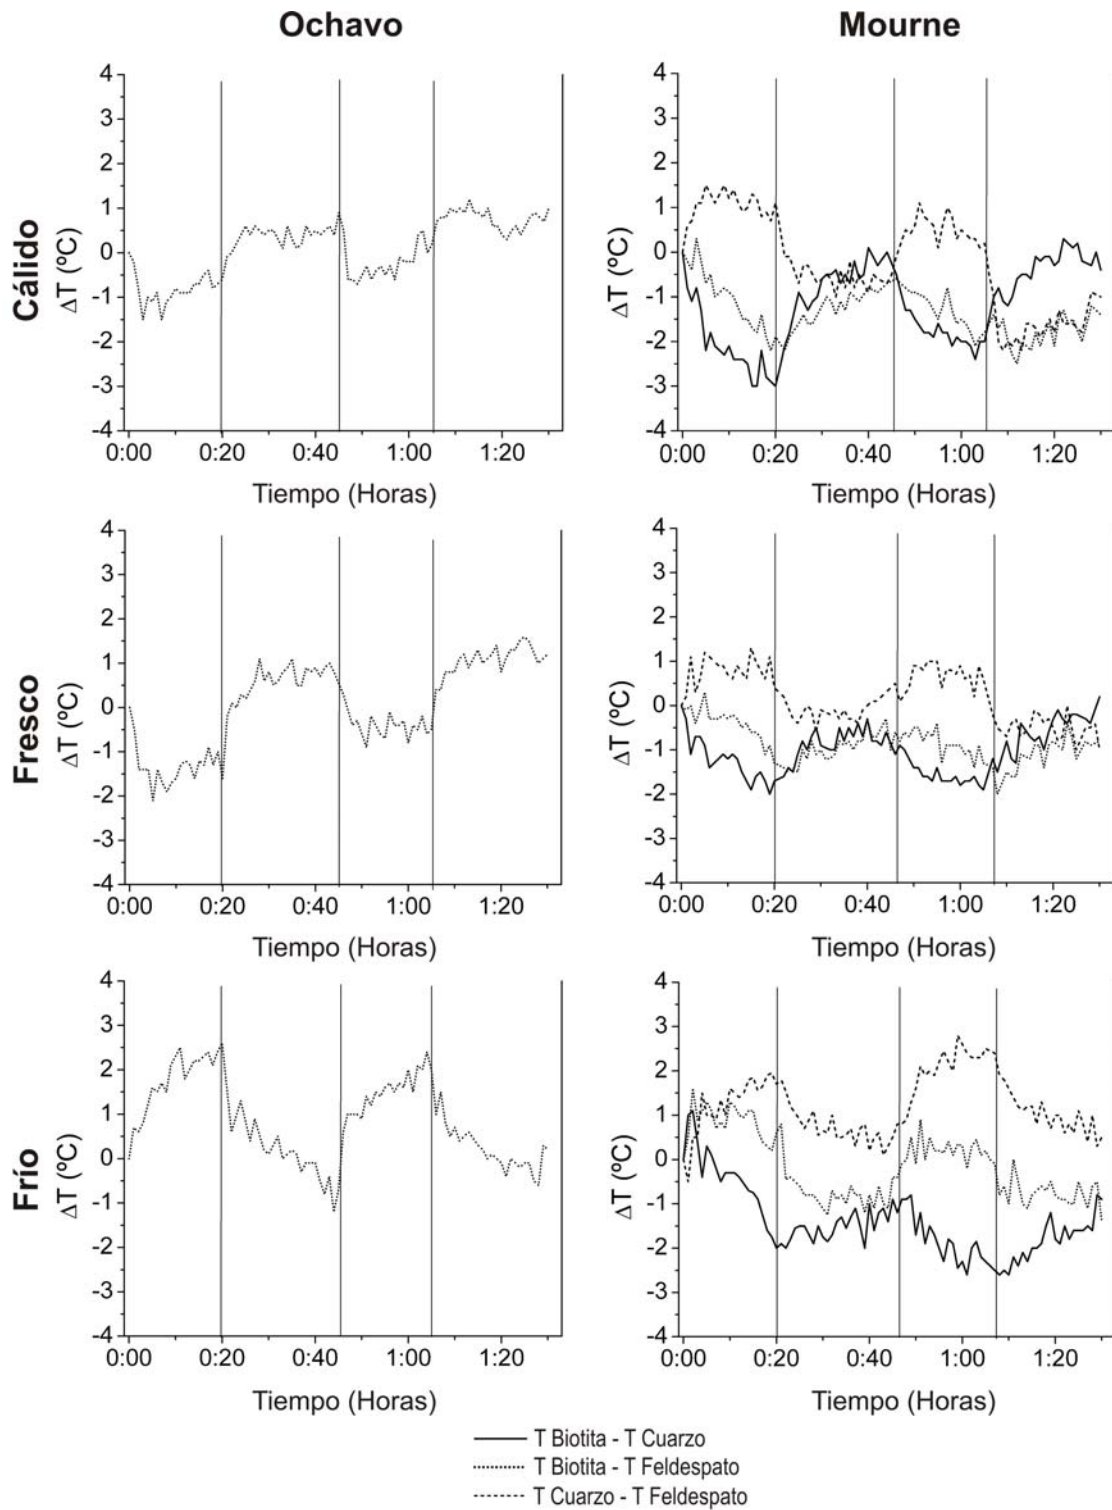 Ochavo
Mourne
Cálido
ΔT (ºC)
4
3
2
1
0
-1
-2
-3
-4
0:00 0:20 0:40 1:00 1:20
Tiempo (Horas)
ΔT (ºC)
4
3
2
1
0
-1
-2
-3
-4
0:00 0:20 0:40 1:00 1:20
Tiempo (Horas)
Fresco
ΔT (ºC)
4
3
2
1
0
-1
-2
-3
-4
0:00 0:20 0:40 1:00 1:20
Tiempo (Horas)
ΔT (ºC)
4
3
2
1
0
-1
-2
-3
-4
0:00 0:20 0:40 1:00 1:20
Tiempo (Horas)
Frío
ΔT (ºC)
4
3
2
1
0
-1
-2
-3
-4
0:00 0:20 0:40 1:00 1:20
Tiempo (Horas)
ΔT (ºC)
4
3
2
1
0
-1
-2
-3
-4
0:00 0:20 0:40 1:00 1:20
Tiempo (Horas)
T Biotita - T Cuarzo
T Biotita - T Feldespato
T Cuarzo - T Feldespato